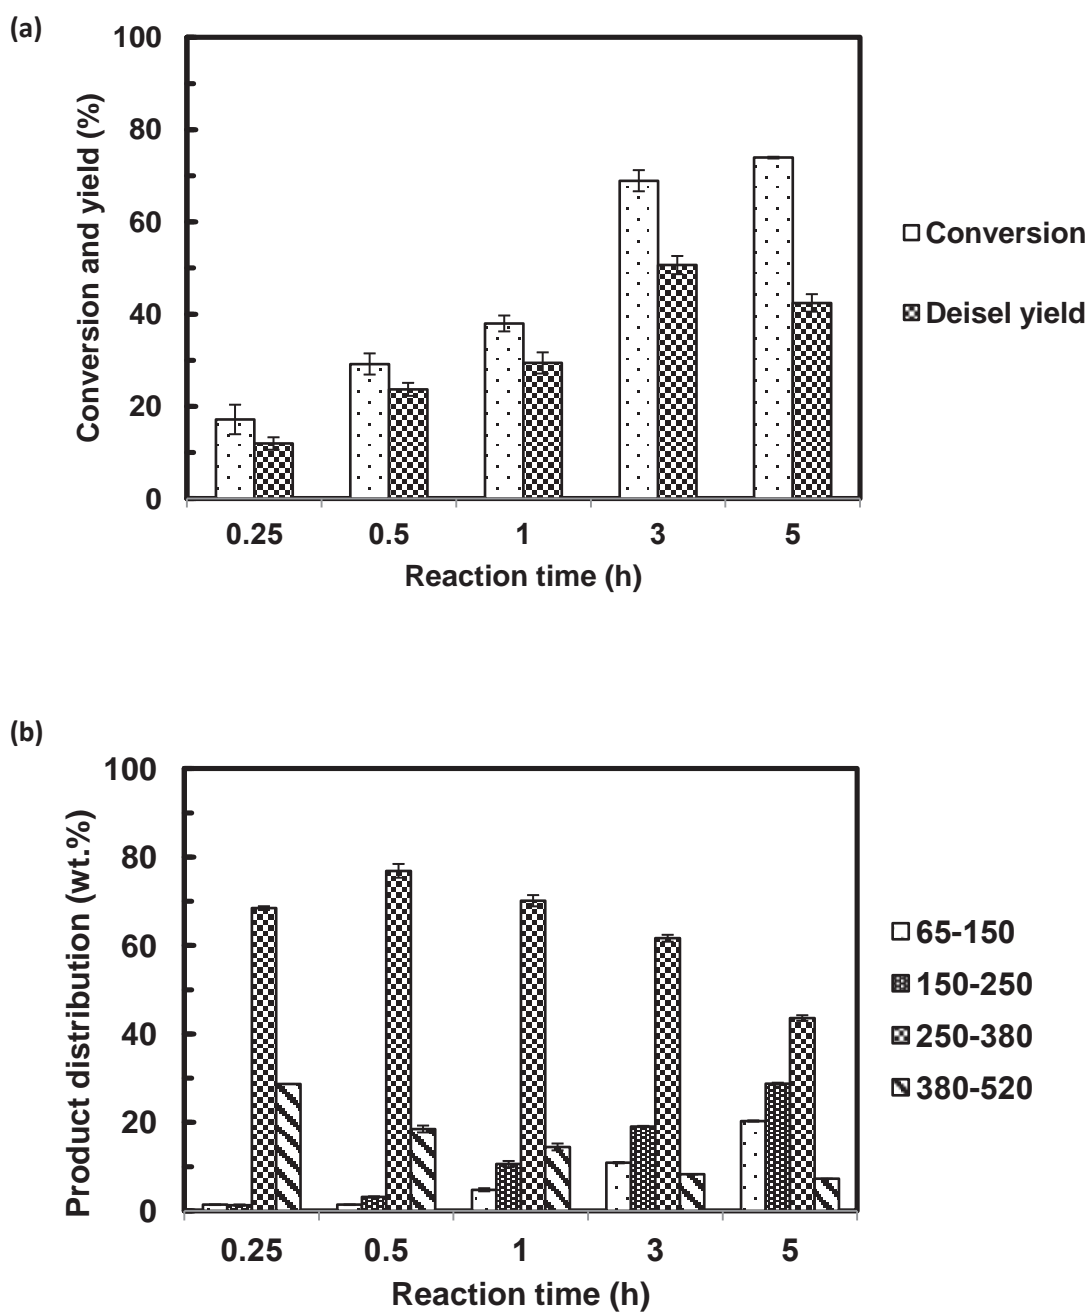 (a)
100
80
60
40
20
0
Conversion and yield (%)
0.25 0.5 1 3 5
Reaction time (h)
Conversion
Deisel yield
(b)
100
80
60
40
20
0
Product distribution (wt.%)
0.25 0.5 1 3 5
Reaction time (h)
65-150
150-250
250-380
380-520